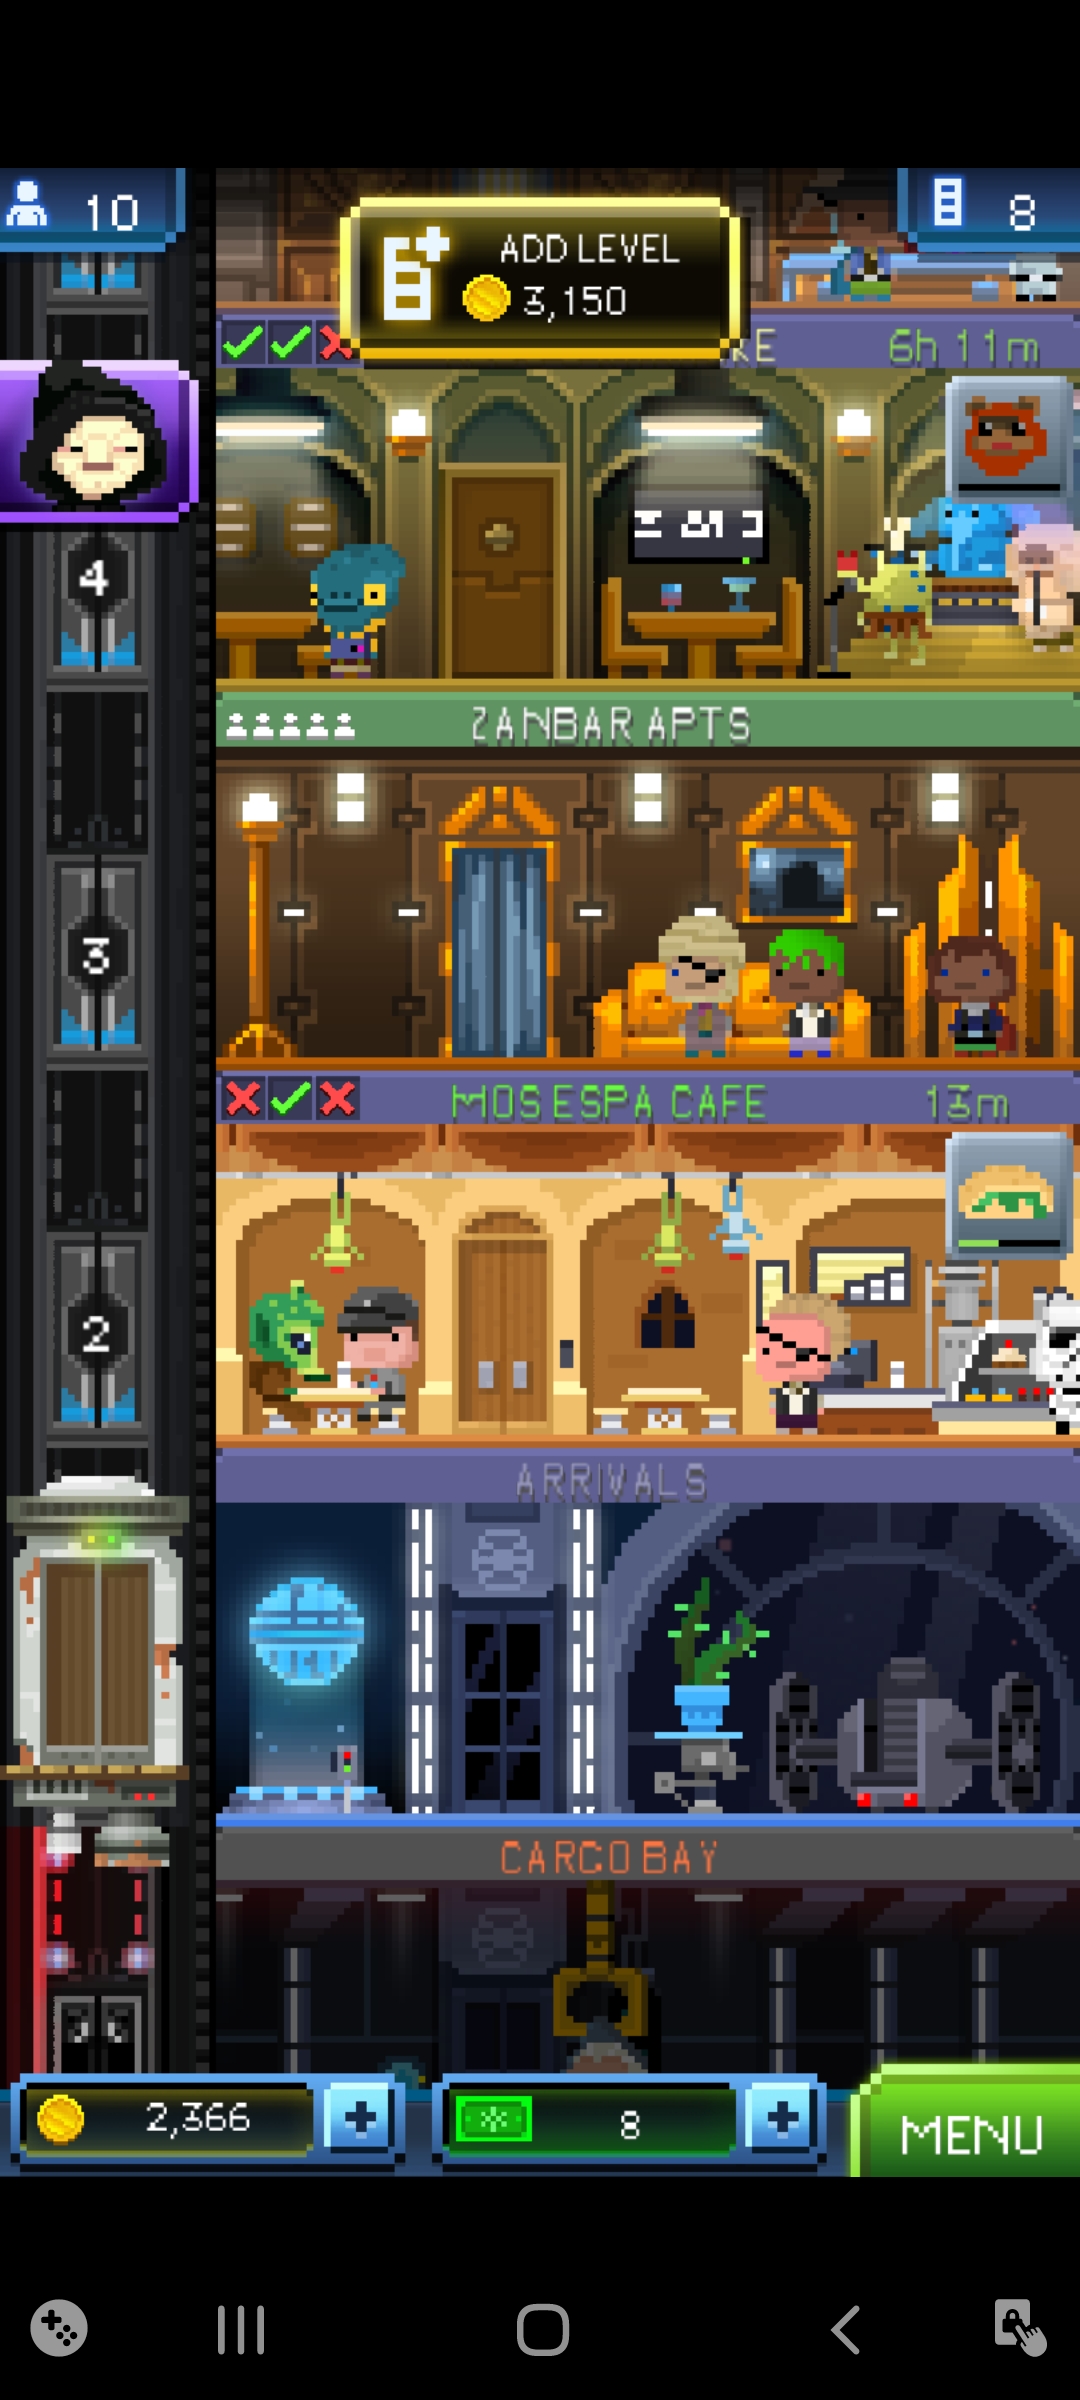 10
8
ADD LEVEL
3,150
6h 11m
4
ZANBAR APTS
3
MOS ESPA CAFE
13m
2
ARRIVALS
CARGO BAY
2,366
8
MENU